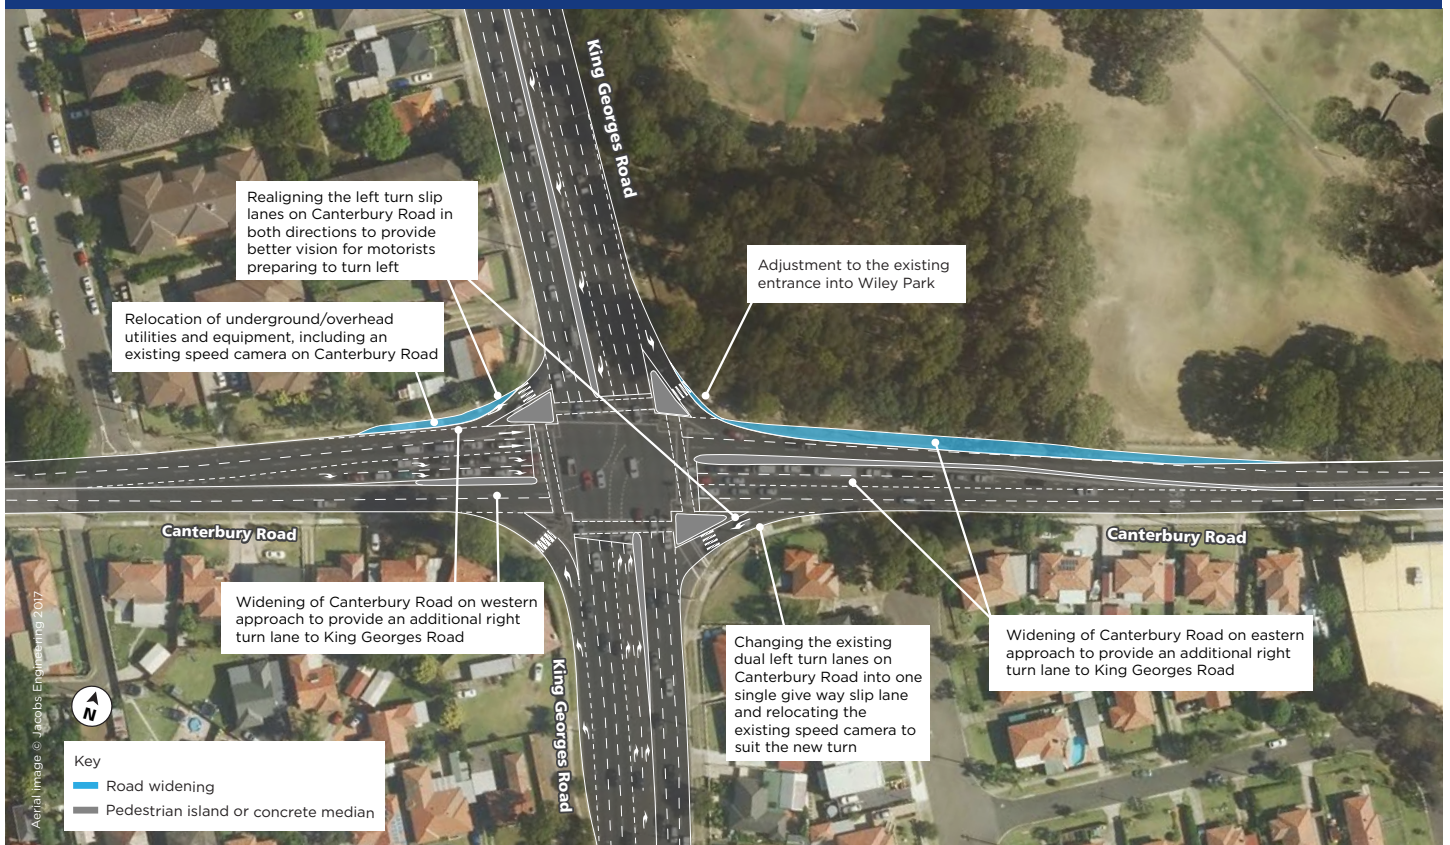 King Georges Road
Realigning the left turn slip
lanes on Canterbury Road in
both directions to provide
better vision for motorists
preparing to turn left
Adjustment to the existing
entrance into Wiley Park
Relocation of underground/overhead
utilities and equipment, including an
existing speed camera on Canterbury Road
Canterbury Road
Canterbury Road
Widening of Canterbury Road on western
approach to provide an additional right
turn lane to King Georges Road
Changing the existing
dual left turn lanes on
Canterbury Road into one
single give way slip lane
and relocating the
existing speed camera to
suit the new turn
Widening of Canterbury Road on eastern
approach to provide an additional right
turn lane to King Georges Road
King Georges Road
Aerial image © Jacobs Engineering 2017
N
Key
Road widening
Pedestrian island or concrete median